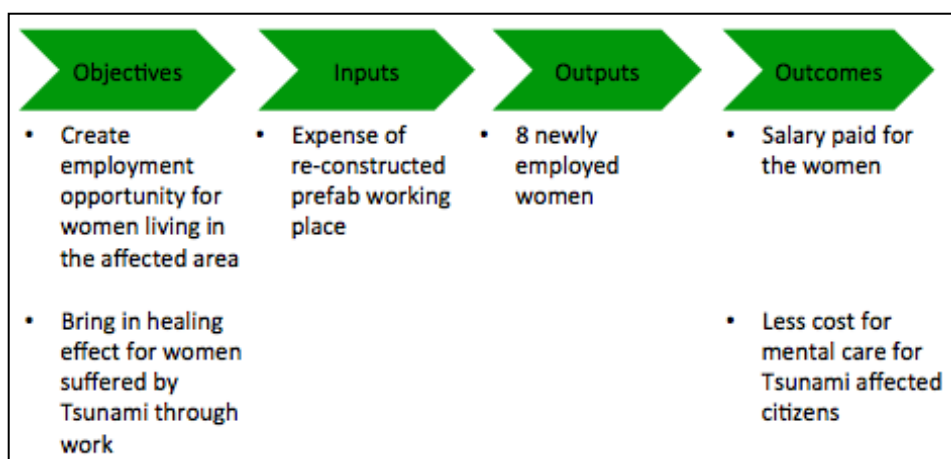 Objectives
Inputs
Outputs
Outcomes
• Create
employment
opportunity for
women living in
the affected area
• Bring in healing
effect for women
suffered by
Tsunami through
work
• Expense of
re-constructed
prefab working
place
• 8 newly
employed
women
• Salary paid for
the women
• Less cost for
mental care for
Tsunami affected
citizens